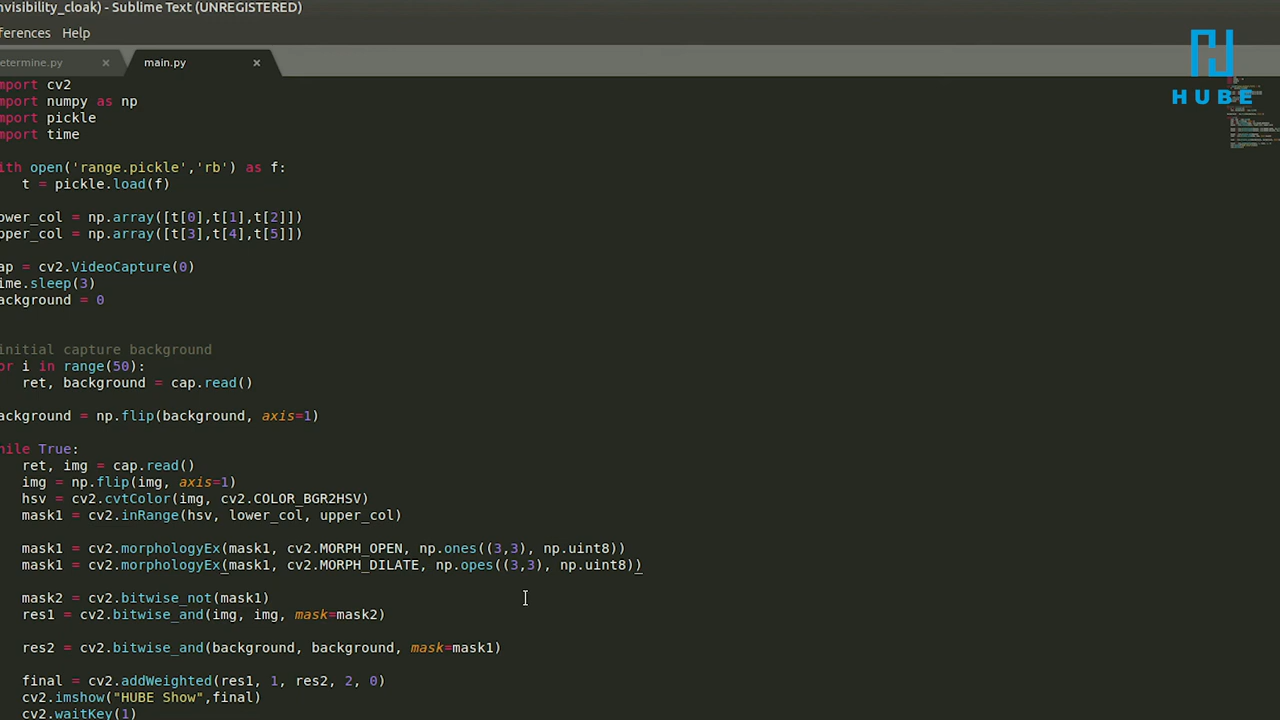 nvisibility_cloak) - Sublime Text (UNREGISTERED)
ferences Help
etermine.py × main.py ×
HUBE
mport cv2
mport numpy as np
mport pickle
mport time
ith open('range.pickle','rb') as f:
t = pickle.load(f)
ower_col = np.array([t[0],t[1],t[2]])
pper_col = np.array([t[3],t[4],t[5]])
ap = cv2.VideoCapture(0)
ime.sleep(3)
ackground = 0
initial capture background
or i in range(50):
ret, background = cap.read()
ackground = np.flip(background, axis=1)
hile True:
ret, img = cap.read()
img = np.flip(img, axis=1)
hsv = cv2.cvtColor(img, cv2.COLOR_BGR2HSV)
mask1 = cv2.inRange(hsv, lower_col, upper_col)
mask1 = cv2.morphologyEx(mask1, cv2.MORPH_OPEN, np.ones((3,3), np.uint8))
mask1 = cv2.morphologyEx(mask1, cv2.MORPH_DILATE, np.opes((3,3), np.uint8))
mask2 = cv2.bitwise_not(mask1)
res1 = cv2.bitwise_and(img, img, mask=mask2)
res2 = cv2.bitwise_and(background, background, mask=mask1)
final = cv2.addWeighted(res1, 1, res2, 2, 0)
cv2.imshow("HUBE Show",final)
cv2.waitKey(1)